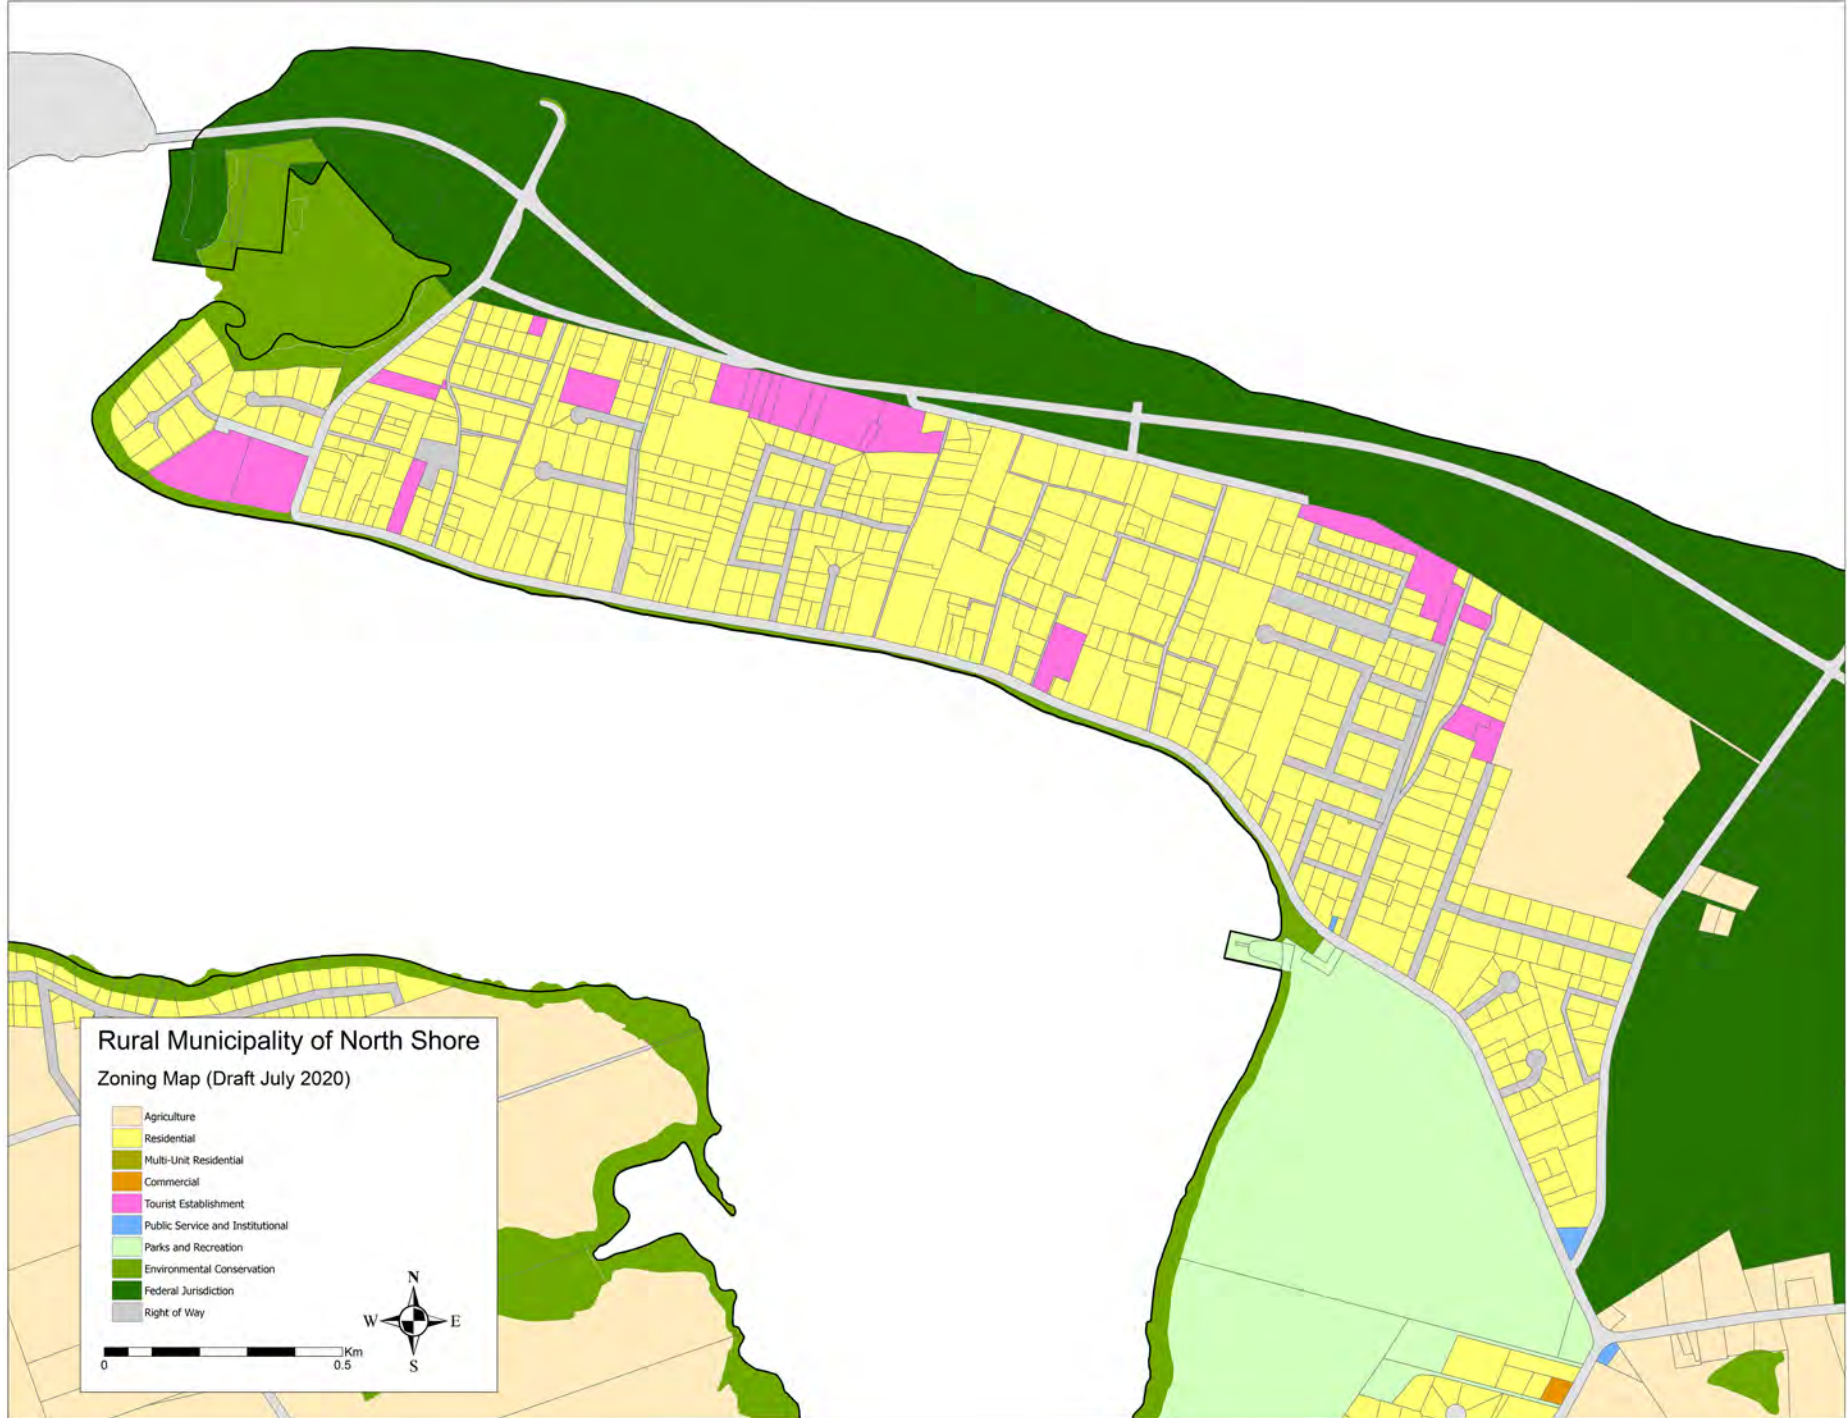 Rural Municipality of North Shore
Zoning Map (Draft July 2020)
Agriculture
Residential
Multi-Unit Residential
Commercial
Tourist Establishment
Public Service and Institutional
Parks and Recreation
Environmental Conservation
Federal Jurisdiction
Right of Way
N
W E
S
Km
0 0.5